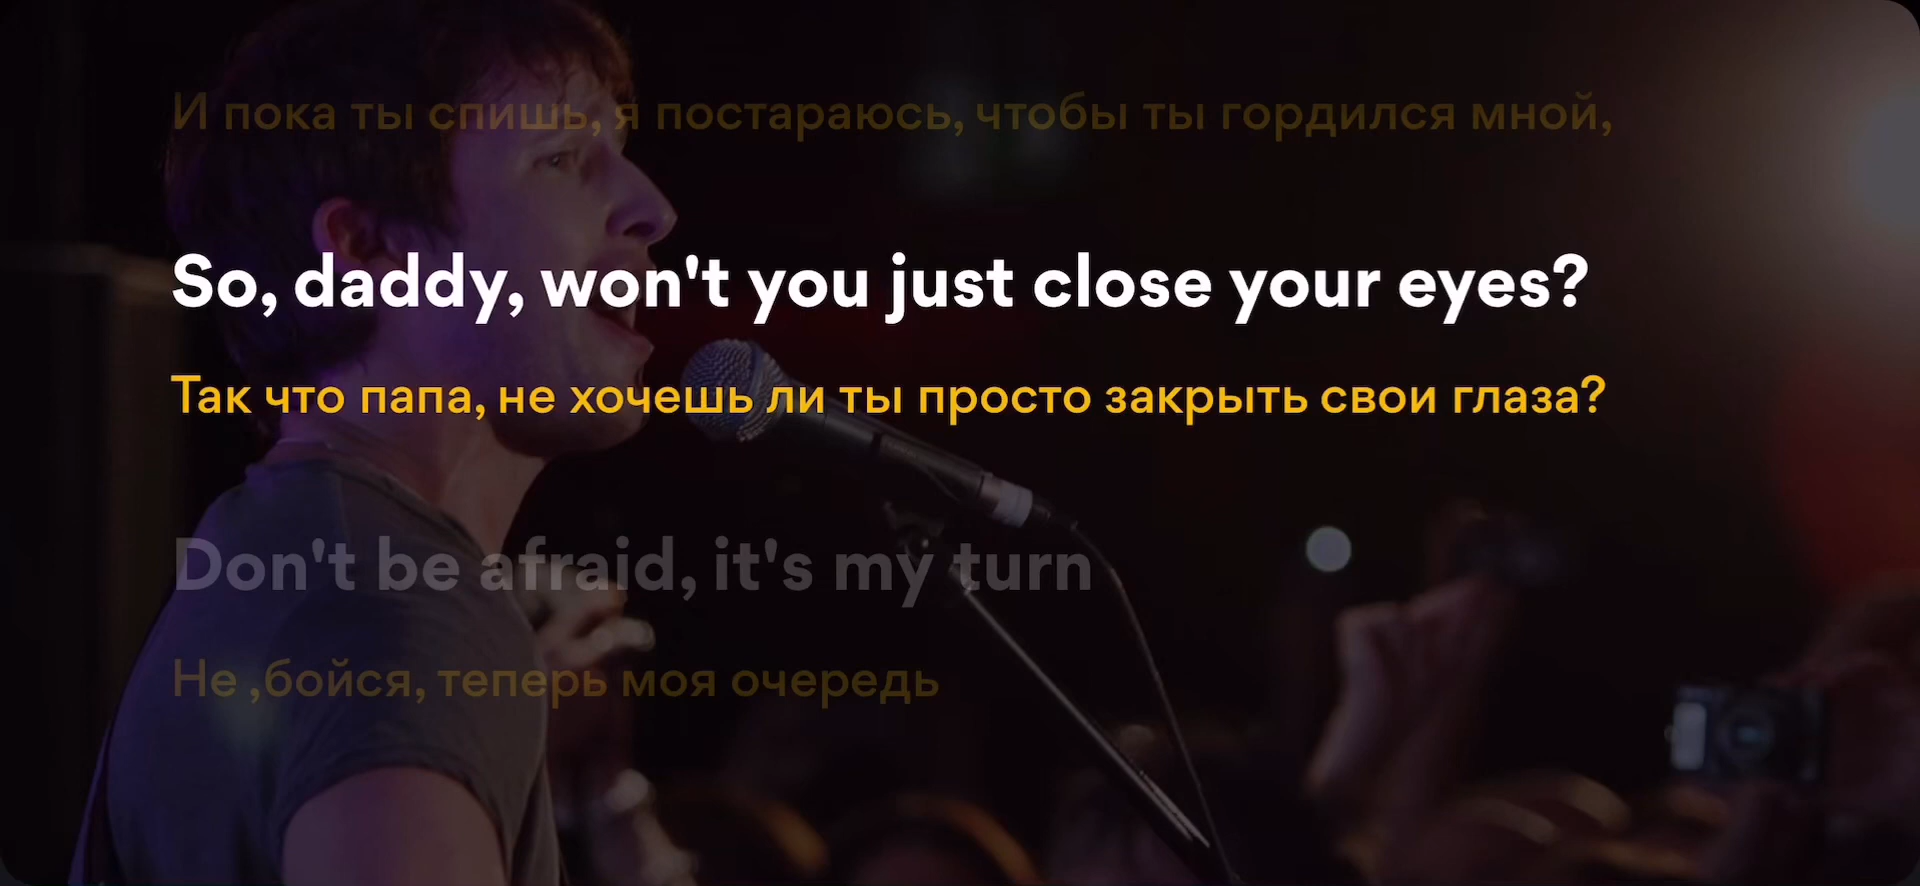 И пока ты спишь, я постараюсь, чтобы ты гордился мной,
So, daddy, won't you just close your eyes?
Так что папа, не хочешь ли ты просто закрыть свои глаза?
Don't be afraid, it's my turn
Не ,бойся, теперь моя очередь